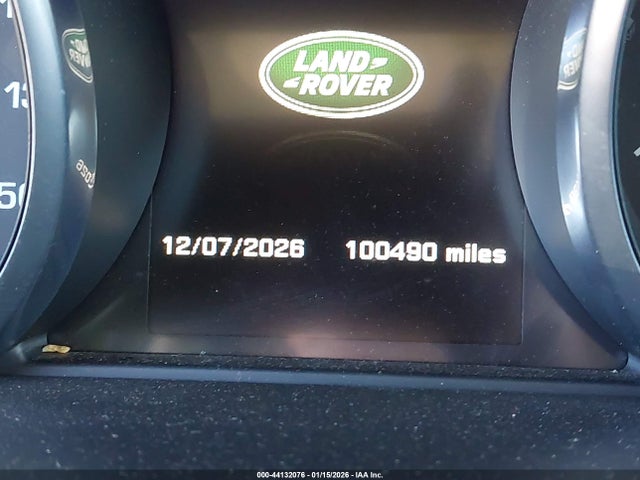 LAND
ROVER
12/07/2026 100490 miles
000-44132076 - 01/15/2026 - IAA Inc.